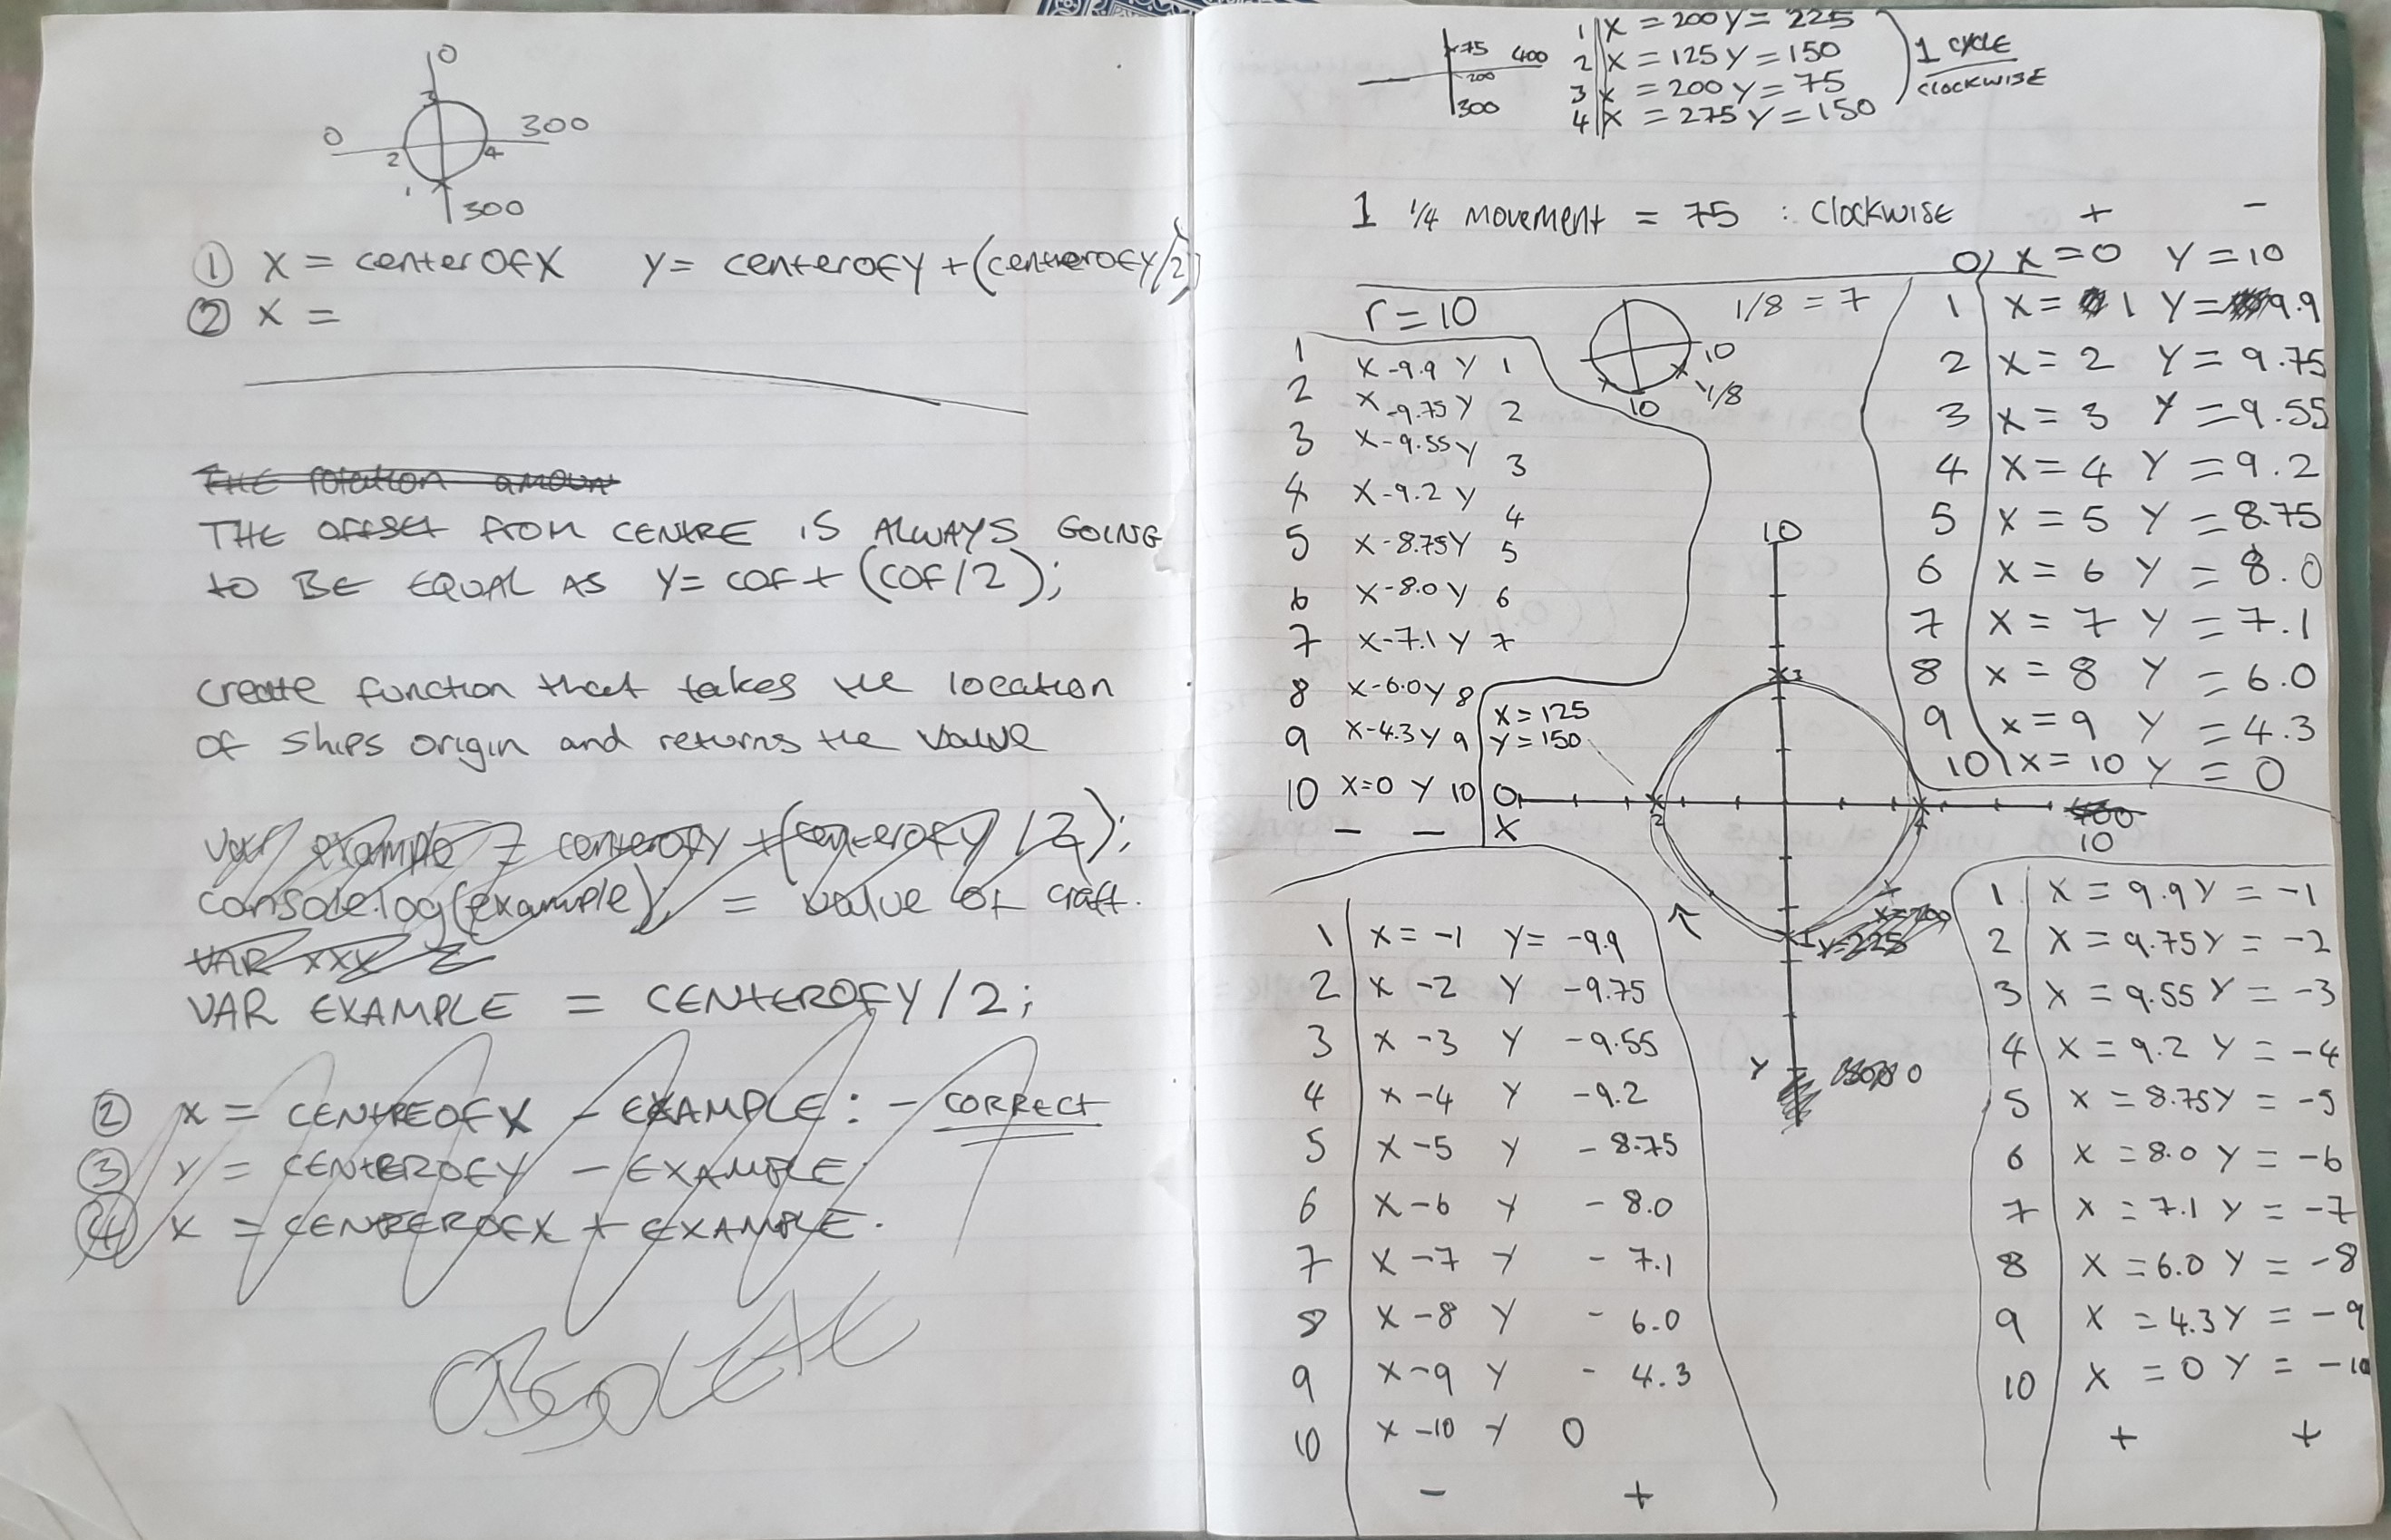 0
3
0 300
2 4
1
300
① X = centerOFX Y = centerOFY + (centerOFY/2)
② X =
THE rotation amount
THE OFFSET FROM CENTRE IS ALWAYS GOING
to BE EQUAL AS Y = COF + (COF/2);
create function that takes the location
of ships origin and returns the value
var example = centerofy + (centerofy / 2);
console.log(example); = value of craft.
VAR XXX =
VAR EXAMPLE = CENTEROFY/2;
② X = CENTREOFX - EXAMPLE: - CORRECT
③ Y = CENTEROFY - EXAMPLE.
④ X = CENTEROFX + EXAMPLE.
OBSOLETE
75 400
200
300
1 X = 200 Y = 225
2 X = 125 Y = 150
3 X = 200 Y = 75
4 X = 275 Y = 150
1 CYCLE
CLOCKWISE
1 1/4 MOVEMENT = 75 : CLOCKWISE + -
r = 10
1/8 = 7
10
1/8
10
1 X -9.9 Y 1
2 X -9.75 Y 2
3 X -9.55 Y 3
4 X -9.2 Y 4
5 X -8.75 Y 5
6 X -8.0 Y 6
7 X -7.1 Y 7
8 X -6.0 Y 8
9 X -4.3 Y 9
10 X=0 Y 10
- -
0 X=0 Y=10
1 X=1 Y=9.9
2 X=2 Y=9.75
3 X=3 Y=9.55
4 X=4 Y=9.2
5 X=5 Y=8.75
6 X=6 Y=8.0
7 X=7 Y=7.1
8 X=8 Y=6.0
9 X=9 Y=4.3
10 X=10 Y=0
10
3
X=125
Y=150
0
X
2 4
400
10
X=200
1 Y=225
Y 0
1 X=-1 Y=-9.9
2 X -2 Y -9.75
3 X -3 Y -9.55
4 X -4 Y -9.2
5 X -5 Y -8.75
6 X -6 Y -8.0
7 X -7 Y -7.1
8 X -8 Y -6.0
9 X -9 Y -4.3
10 X -10 Y 0
- +
1 X = 9.9 Y = -1
2 X = 9.75 Y = -2
3 X = 9.55 Y = -3
4 X = 9.2 Y = -4
5 X = 8.75 Y = -5
6 X = 8.0 Y = -6
7 X = 7.1 Y = -7
8 X = 6.0 Y = -8
9 X = 4.3 Y = -9
10 X = 0 Y = -10
+ +